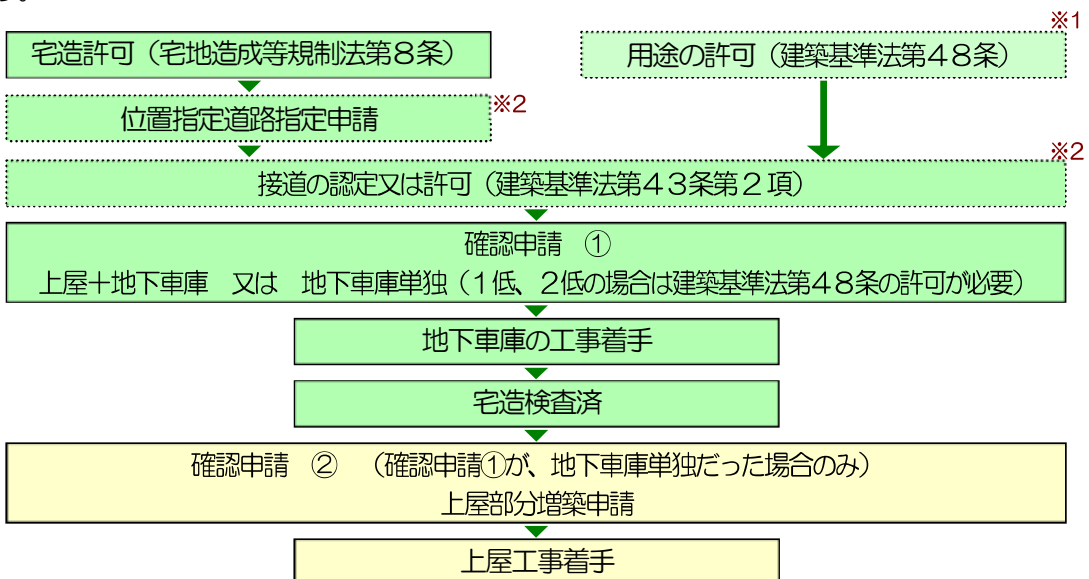 ※1
宅造許可（宅地造成等規制法第８条）
用途の許可（建築基準法第４８条）
位置指定道路指定申請
※2
※2
接道の認定又は許可（建築基準法第４３条第２項）
確認申請　①
上屋＋地下車庫　又は　地下車庫単独（１低、２低の場合は建築基準法第４８条の許可が必要）
地下車庫の工事着手
宅造検査済
確認申請　②　（確認申請①が、地下車庫単独だった場合のみ）
上屋部分増築申請
上屋工事着手